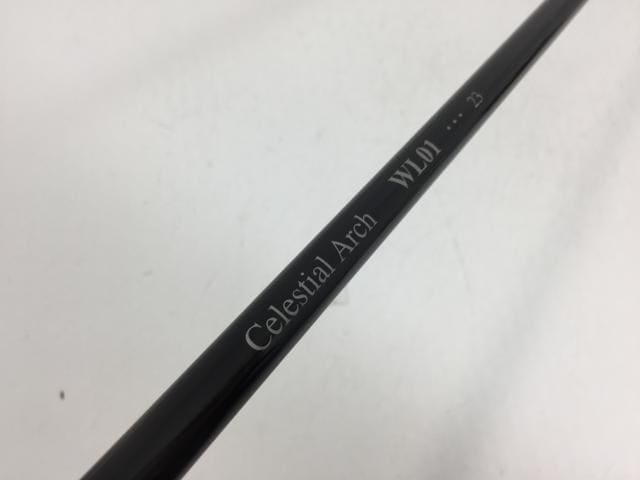 Celestial Arch WL01 ••• 23